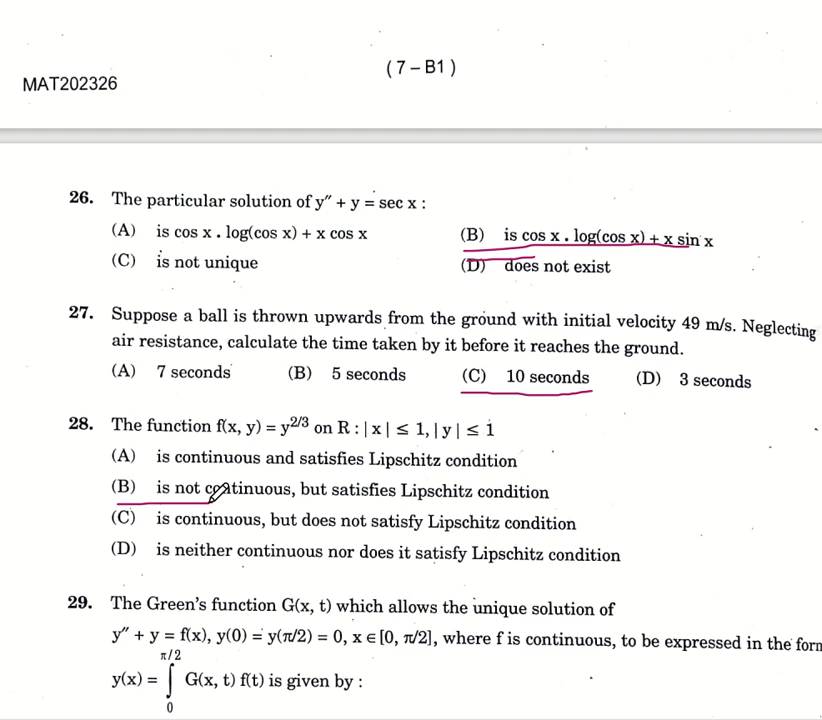 ( 7 – B1 )
MAT202326
26. The particular solution of y″ + y = sec x :
(A) is cos x . log(cos x) + x cos x (B) is cos x . log(cos x) + x sin x
(C) is not unique (D) does not exist
27. Suppose a ball is thrown upwards from the ground with initial velocity 49 m/s. Neglecting
air resistance, calculate the time taken by it before it reaches the ground.
(A) 7 seconds (B) 5 seconds (C) 10 seconds (D) 3 seconds
28. The function f(x, y) = y^2/3 on R : | x | ≤ 1, | y | ≤ 1
(A) is continuous and satisfies Lipschitz condition
(B) is not continuous, but satisfies Lipschitz condition
(C) is continuous, but does not satisfy Lipschitz condition
(D) is neither continuous nor does it satisfy Lipschitz condition
29. The Green's function G(x, t) which allows the unique solution of
y″ + y = f(x), y(0) = y(π/2) = 0, x ∈ [0, π/2], where f is continuous, to be expressed in the form
π/2
y(x) = ∫ G(x, t) f(t) is given by :
0